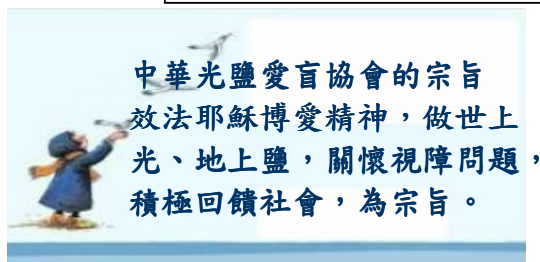 中華光鹽愛盲協會的宗旨
效法耶穌博愛精神，做世上
光、地上鹽，關懷視障問題，
積極回饋社會，為宗旨。